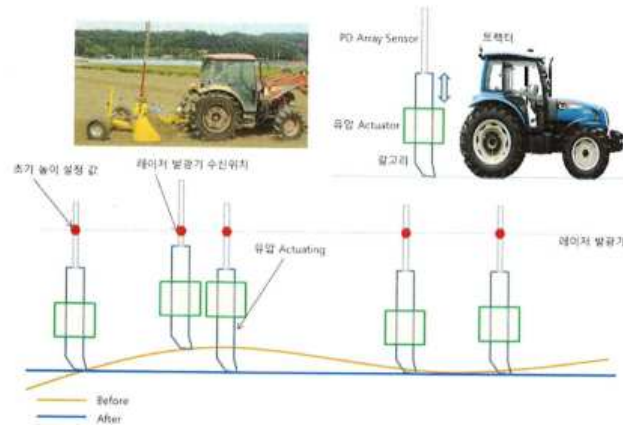 PD Array Sensor
트랙터
유압 Actuator
갈고리
초기 높이 설정 값
레이저 발광기 수신위치
레이저 발광기
유압 Actuating
Before
After